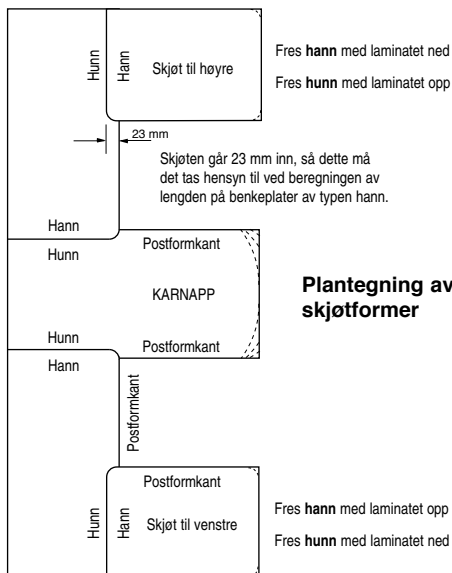 Hunn
Hann
Skjøt til høyre
Fres hann med laminatet ned
Fres hunn med laminatet opp
23 mm
Skjøten går 23 mm inn, så dette må
det tas hensyn til ved beregningen av
lengden på benkeplater av typen hann.
Hann
Hunn
Postformkant
KARNAPP
Plantegning av
skjøtformer
Hunn
Hann
Postformkant
Postformkant
Postformkant
Hunn
Hann
Skjøt til venstre
Fres hann med laminatet opp
Fres hunn med laminatet ned